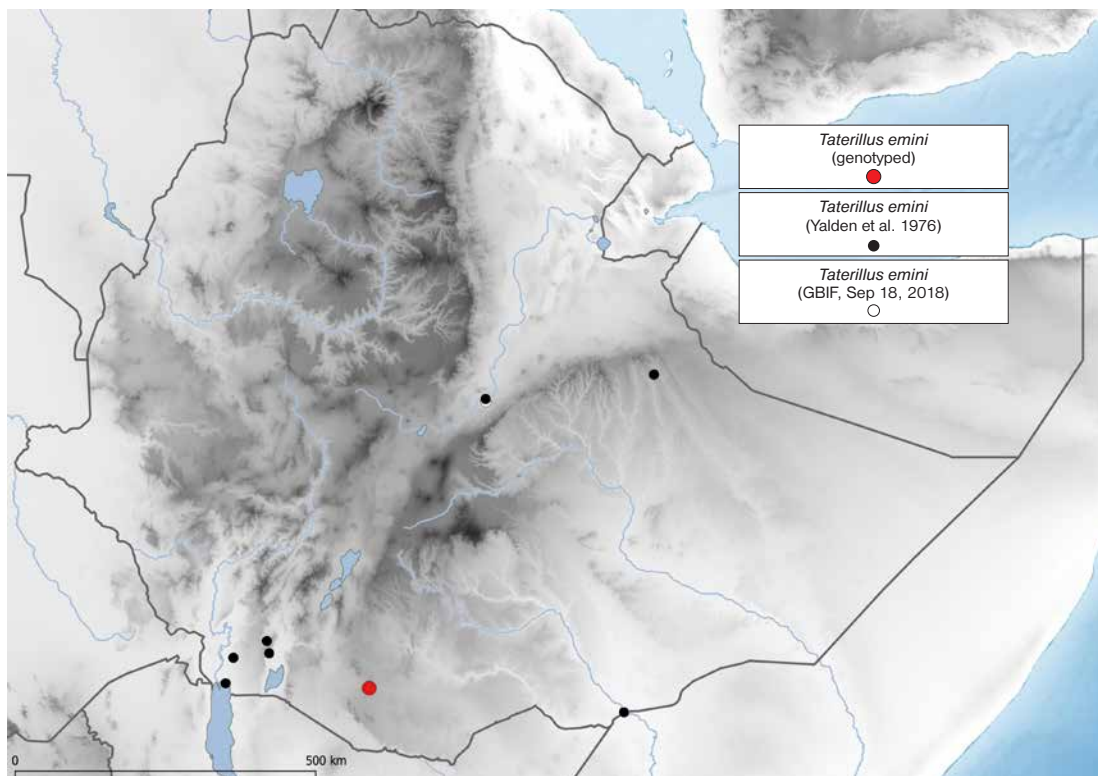 Taterillus emini
(genotyped)
Taterillus emini
(Yalden et al. 1976)
Taterillus emini
(GBIF, Sep 18, 2018)
0
500 km